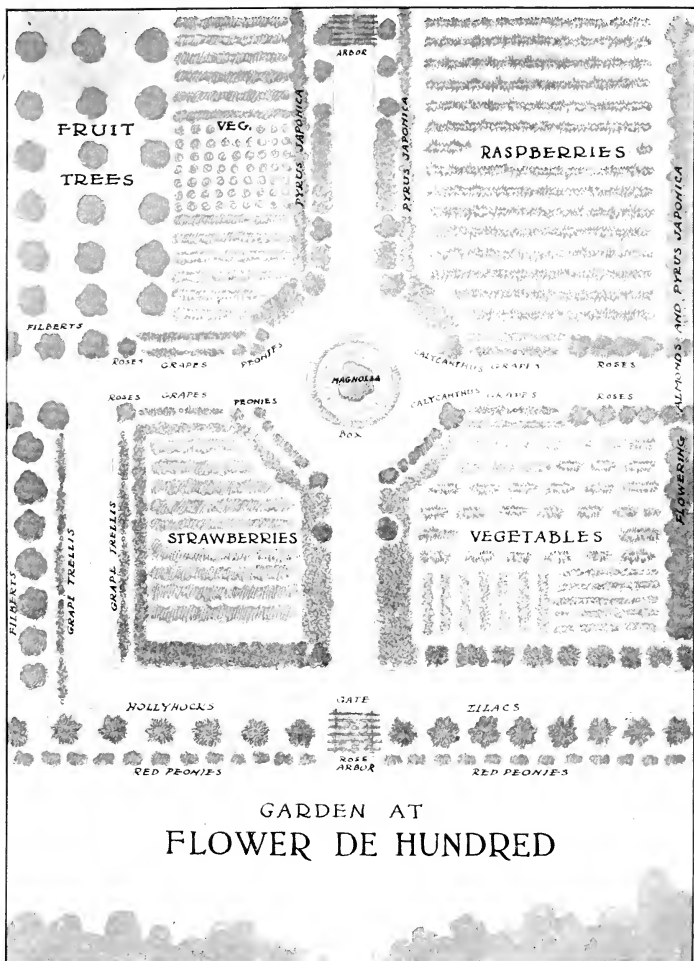 ARBOR
FRUIT
TREES
VEG.
PYRUS JAPONICA
PYRUS JAPONICA
RASPBERRIES
FLOWERING ALMONDS AND PYRUS JAPONICA
FILBERTS
ROSES
GRAPES
PEONIES
MAGNOLIA
CALYCANTHUS
GRAPES
ROSES
ROSES
GRAPES
PEONIES
BOX
CALYCANTHUS
GRAPES
ROSES
FILBERTS
GRAPE TRELLIS
GRAPE TRELLIS
STRAWBERRIES
VEGETABLES
HOLLYHOCKS
GATE
LILACS
RED PEONIES
ROSE
ARBOR
RED PEONIES
GARDEN AT
FLOWER DE HUNDRED